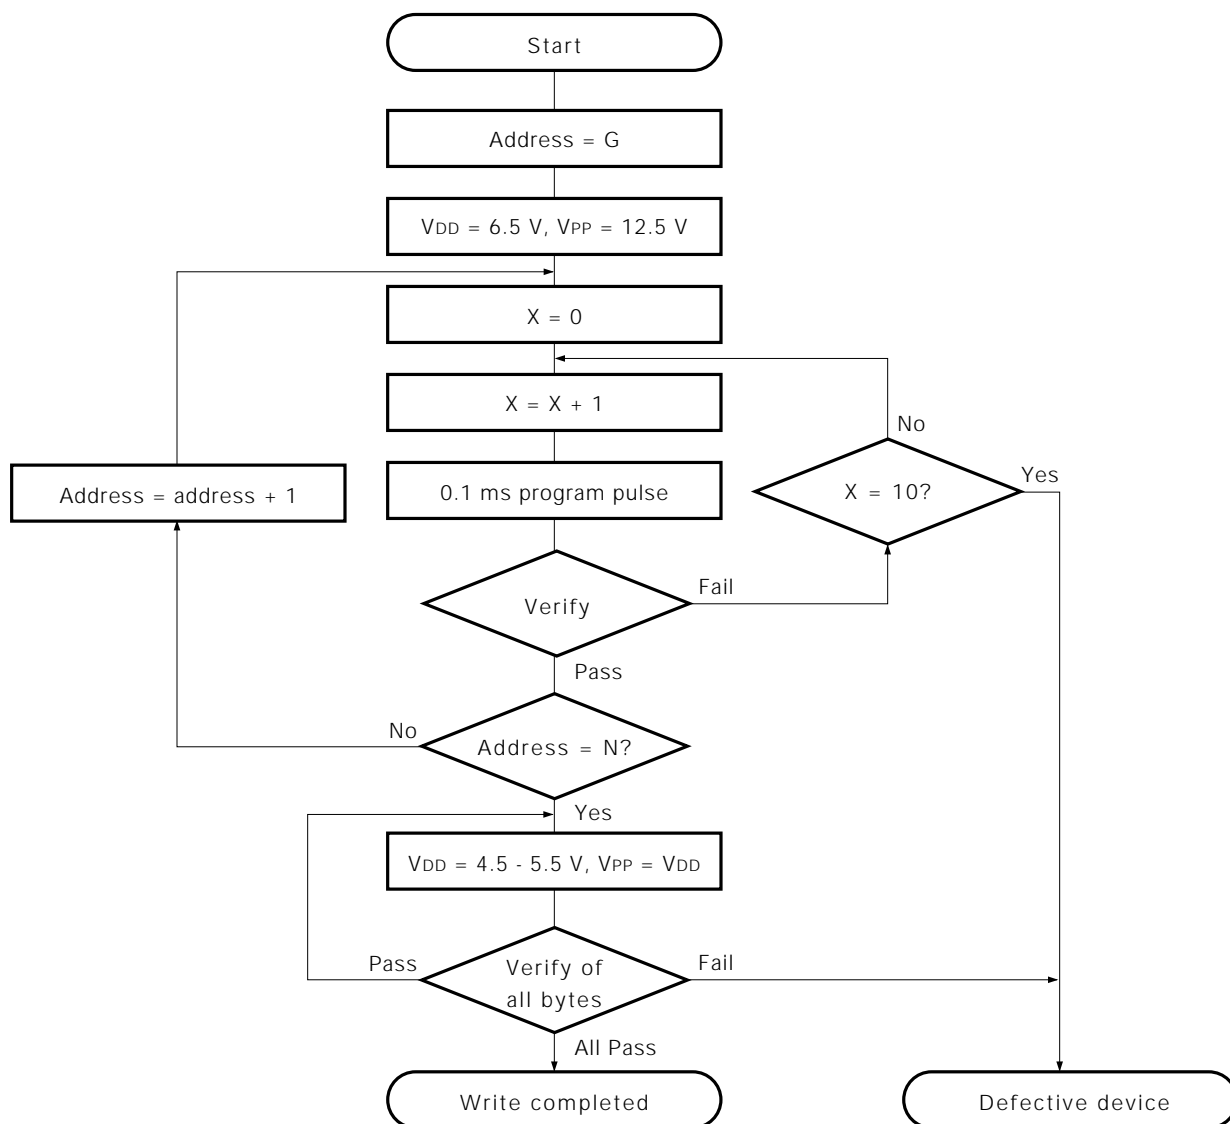 Start
Address = G
VDD = 6.5 V, VPP = 12.5 V
X = 0
X = X + 1
No
Address = address + 1
0.1 ms program pulse
X = 10?
Yes
Verify
Fail
Pass
No
Address = N?
Yes
VDD = 4.5 - 5.5 V, VPP = VDD
Pass
Verify of
all bytes
Fail
All Pass
Write completed
Defective device